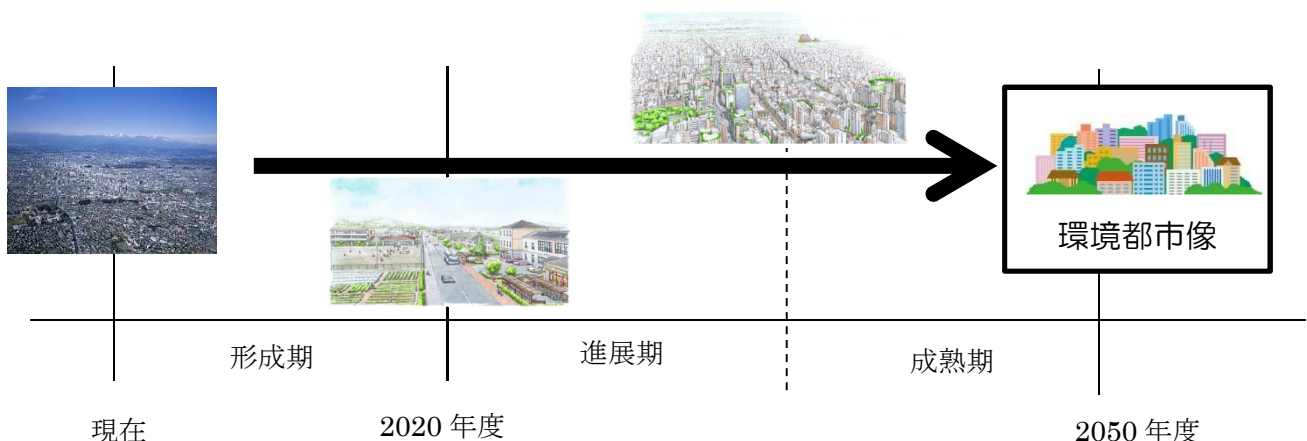 環境都市像
形成期
進展期
成熟期
現在
2020 年度
2050 年度